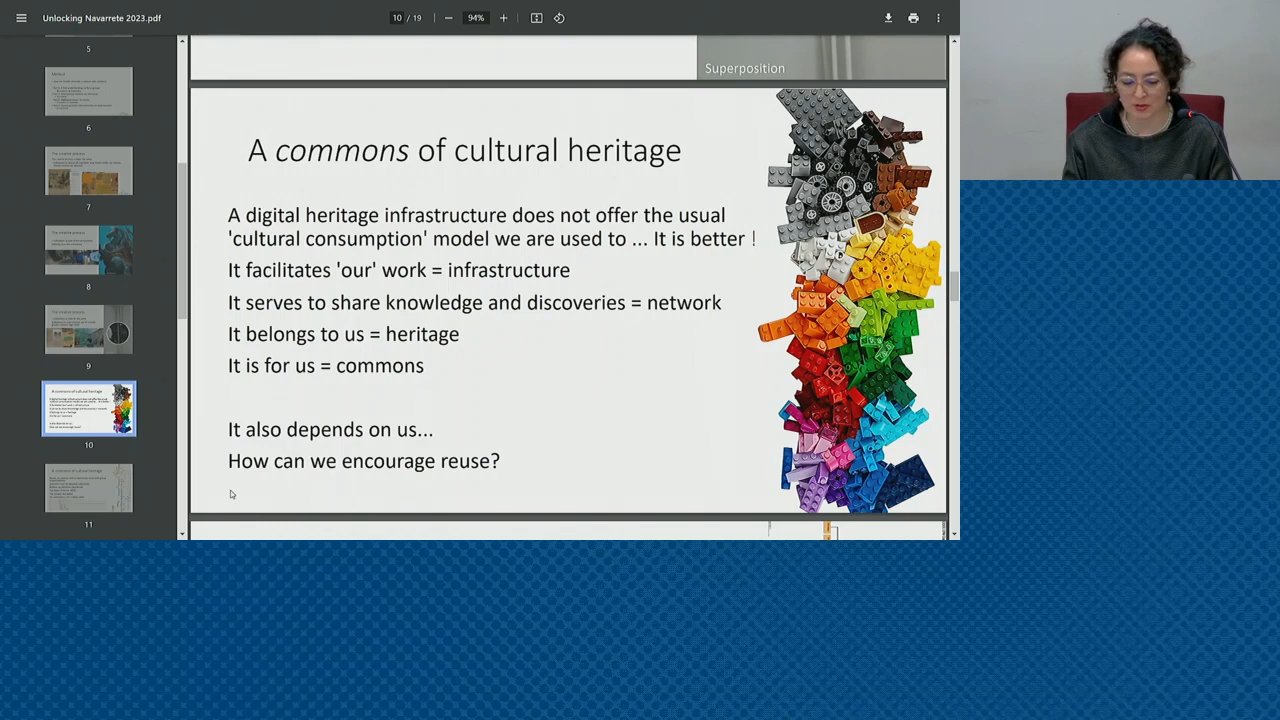 Unlocking Navarrete 2023.pdf
10 / 19
94%
5
6
7
8
9
10
11
Superposition
A commons of cultural heritage
A digital heritage infrastructure does not offer the usual
'cultural consumption' model we are used to ... It is better !
It facilitates 'our' work = infrastructure
It serves to share knowledge and discoveries = network
It belongs to us = heritage
It is for us = commons
It also depends on us...
How can we encourage reuse?